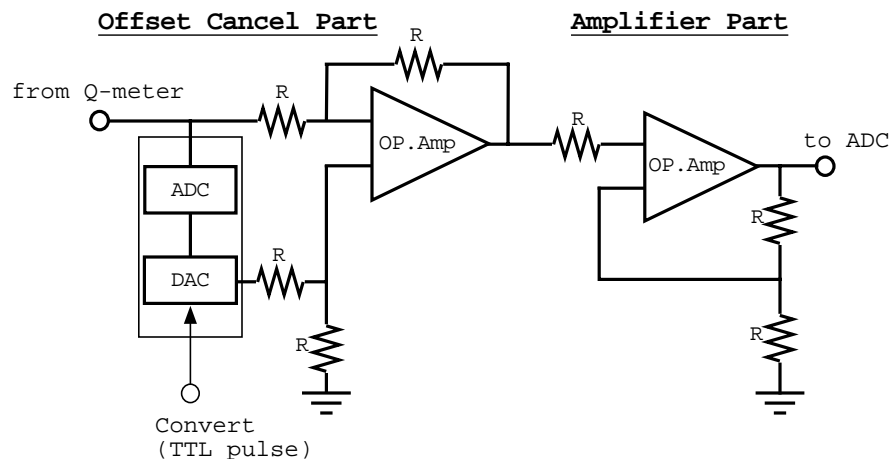 Offset Cancel Part
Amplifier Part
R
from Q-meter
R
OP.Amp
R
OP.Amp
to ADC
ADC
R
DAC
R
R
R
Convert
(TTL pulse)